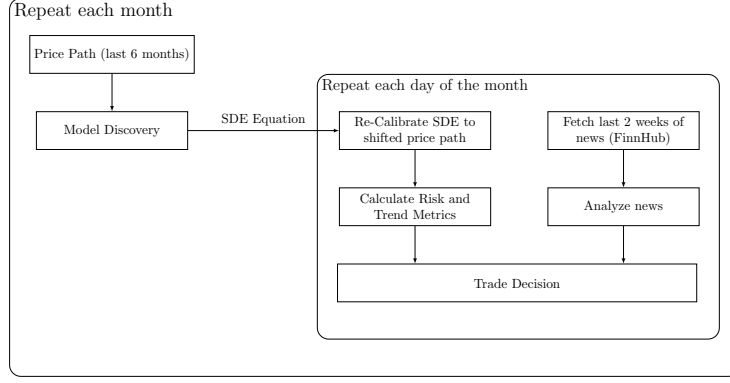 Repeat each month
Price Path (last 6 months)
Model Discovery
SDE Equation
Repeat each day of the month
Re-Calibrate SDE to
shifted price path
Fetch last 2 weeks of
news (FinnHub)
Calculate Risk and
Trend Metrics
Analyze news
Trade Decision